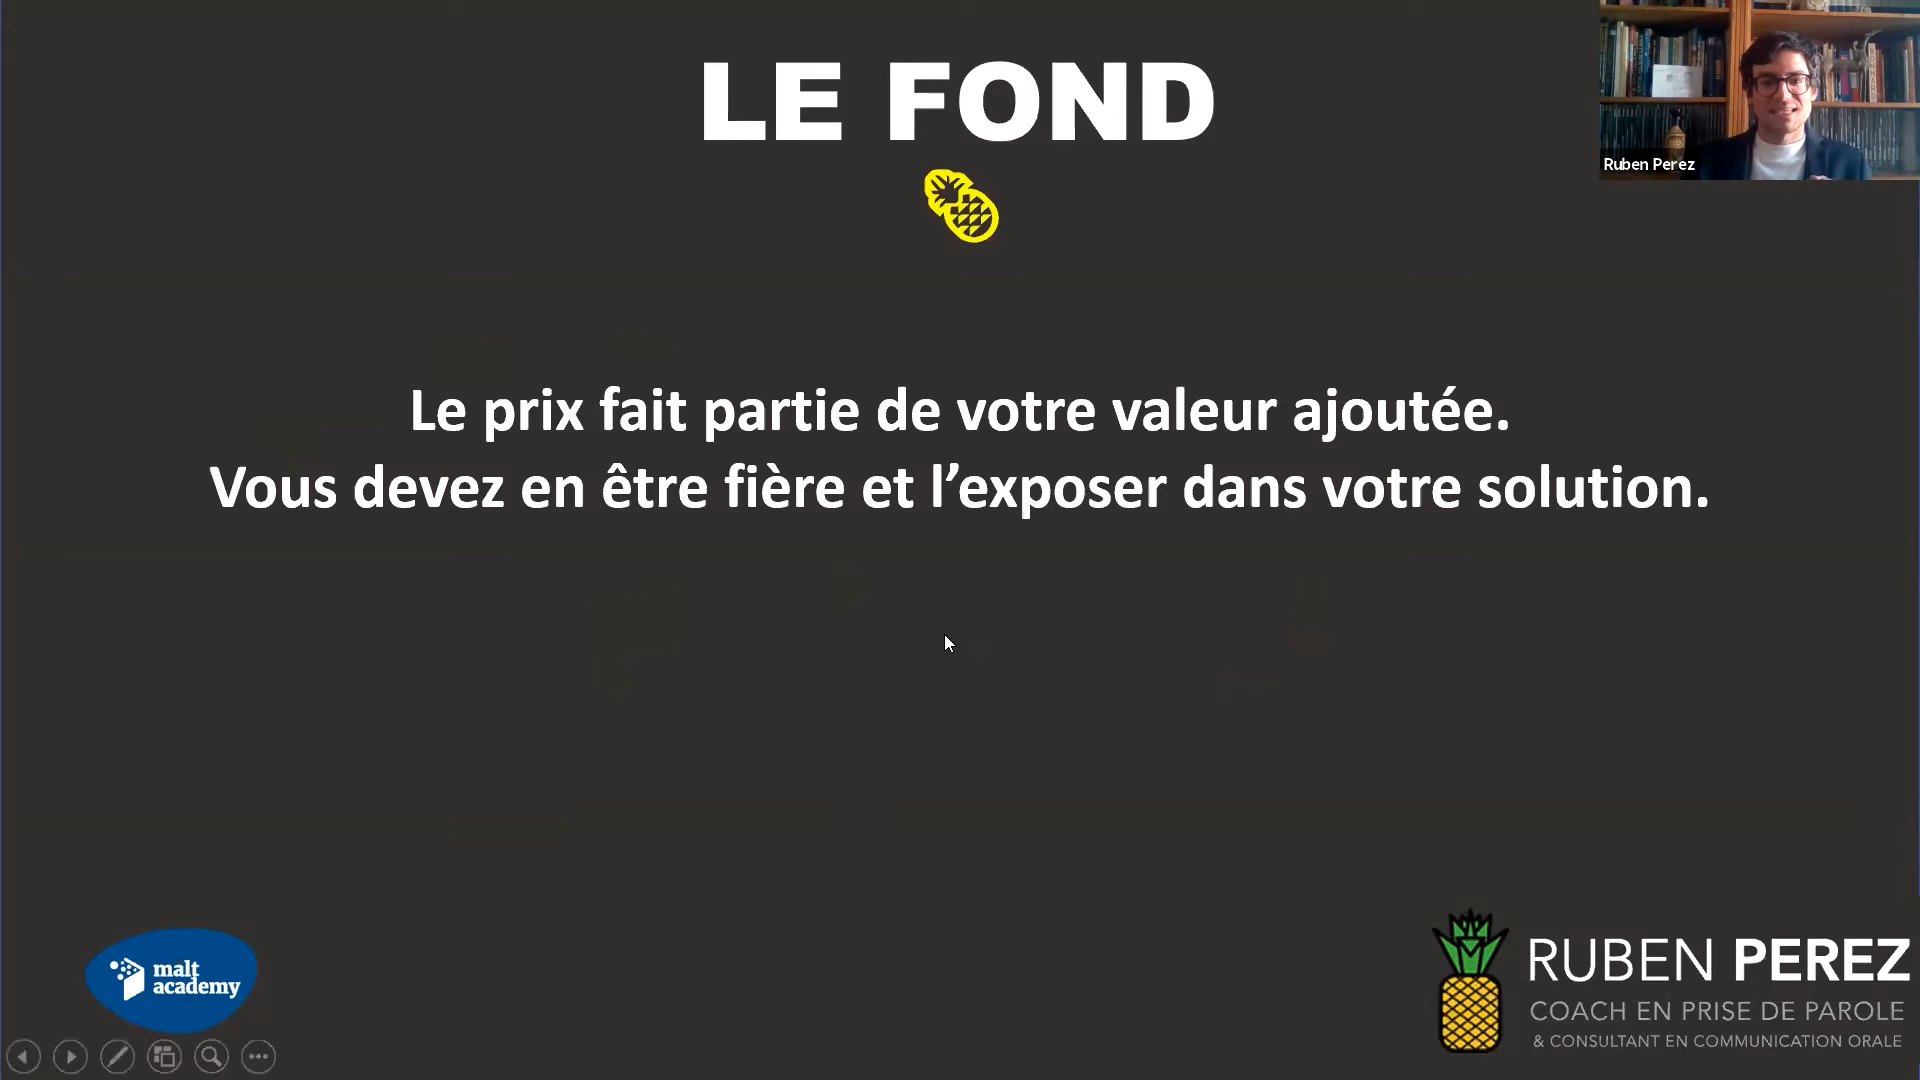 LE FOND
Ruben Perez
Le prix fait partie de votre valeur ajoutée.
Vous devez en être fière et l’exposer dans votre solution.
malt
academy
RUBEN PEREZ
COACH EN PRISE DE PAROLE
& CONSULTANT EN COMMUNICATION ORALE